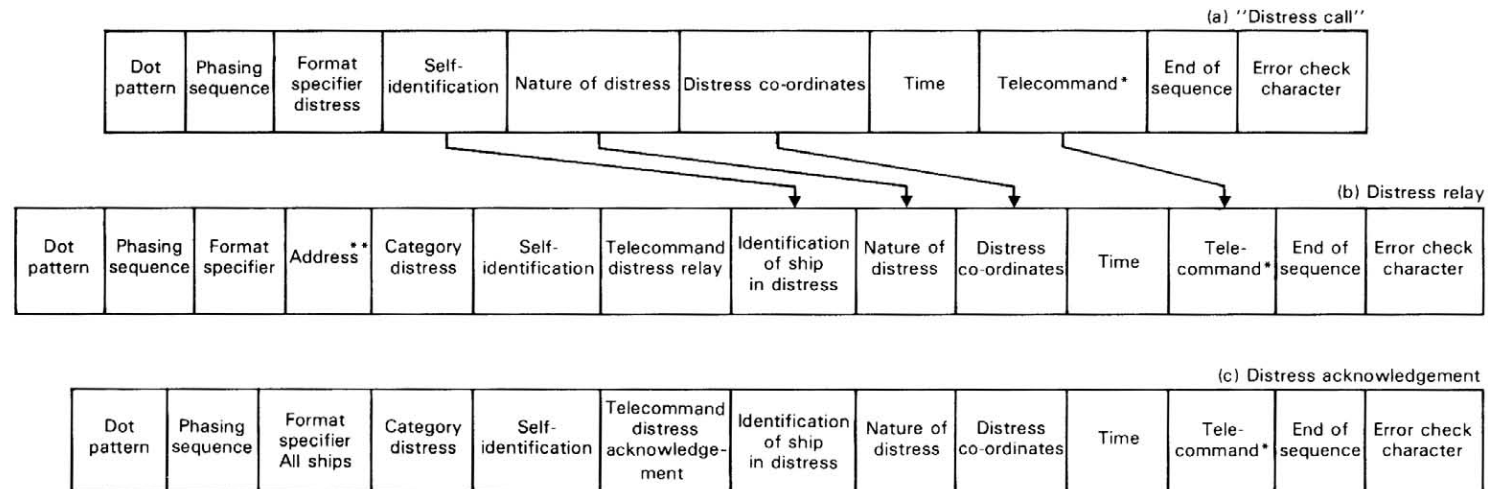 (a) "Distress call"
Dot
pattern
Phasing
sequence
Format
specifier
distress
Self-
identification
Nature of distress
Distress co-ordinates
Time
Telecommand*
End of
sequence
Error check
character
(b) Distress relay
Dot
pattern
Phasing
sequence
Format
specifier
Address**
Category
distress
Self-
identification
Telecommand
distress relay
Identification
of ship
in distress
Nature of
distress
Distress
co-ordinates
Time
Tele-
command*
End of
sequence
Error check
character
(c) Distress acknowledgement
Dot
pattern
Phasing
sequence
Format
specifier
All ships
Category
distress
Self-
identification
Telecommand
distress
acknowledge-
ment
Identification
of ship
in distress
Nature of
distress
Distress
co-ordinates
Time
Tele-
command*
End of
sequence
Error check
character